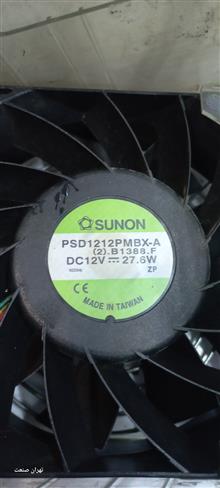 SUNON
PSD1212PMBX-A
(2).B1388.F
DC12V ⎓ 27.6W
ZP
CE
MADE IN TAIWAN
تهران صنعت